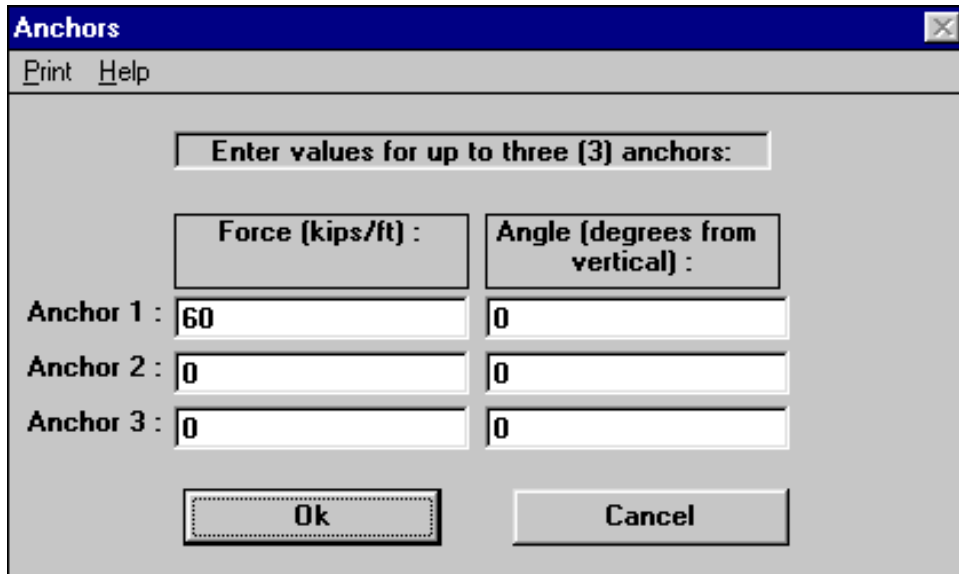 Anchors
Print Help
Enter values for up to three (3) anchors:
Force (kips/ft) : Angle (degrees from
vertical) :
Anchor 1 : 60 0
Anchor 2 : 0 0
Anchor 3 : 0 0
Ok Cancel